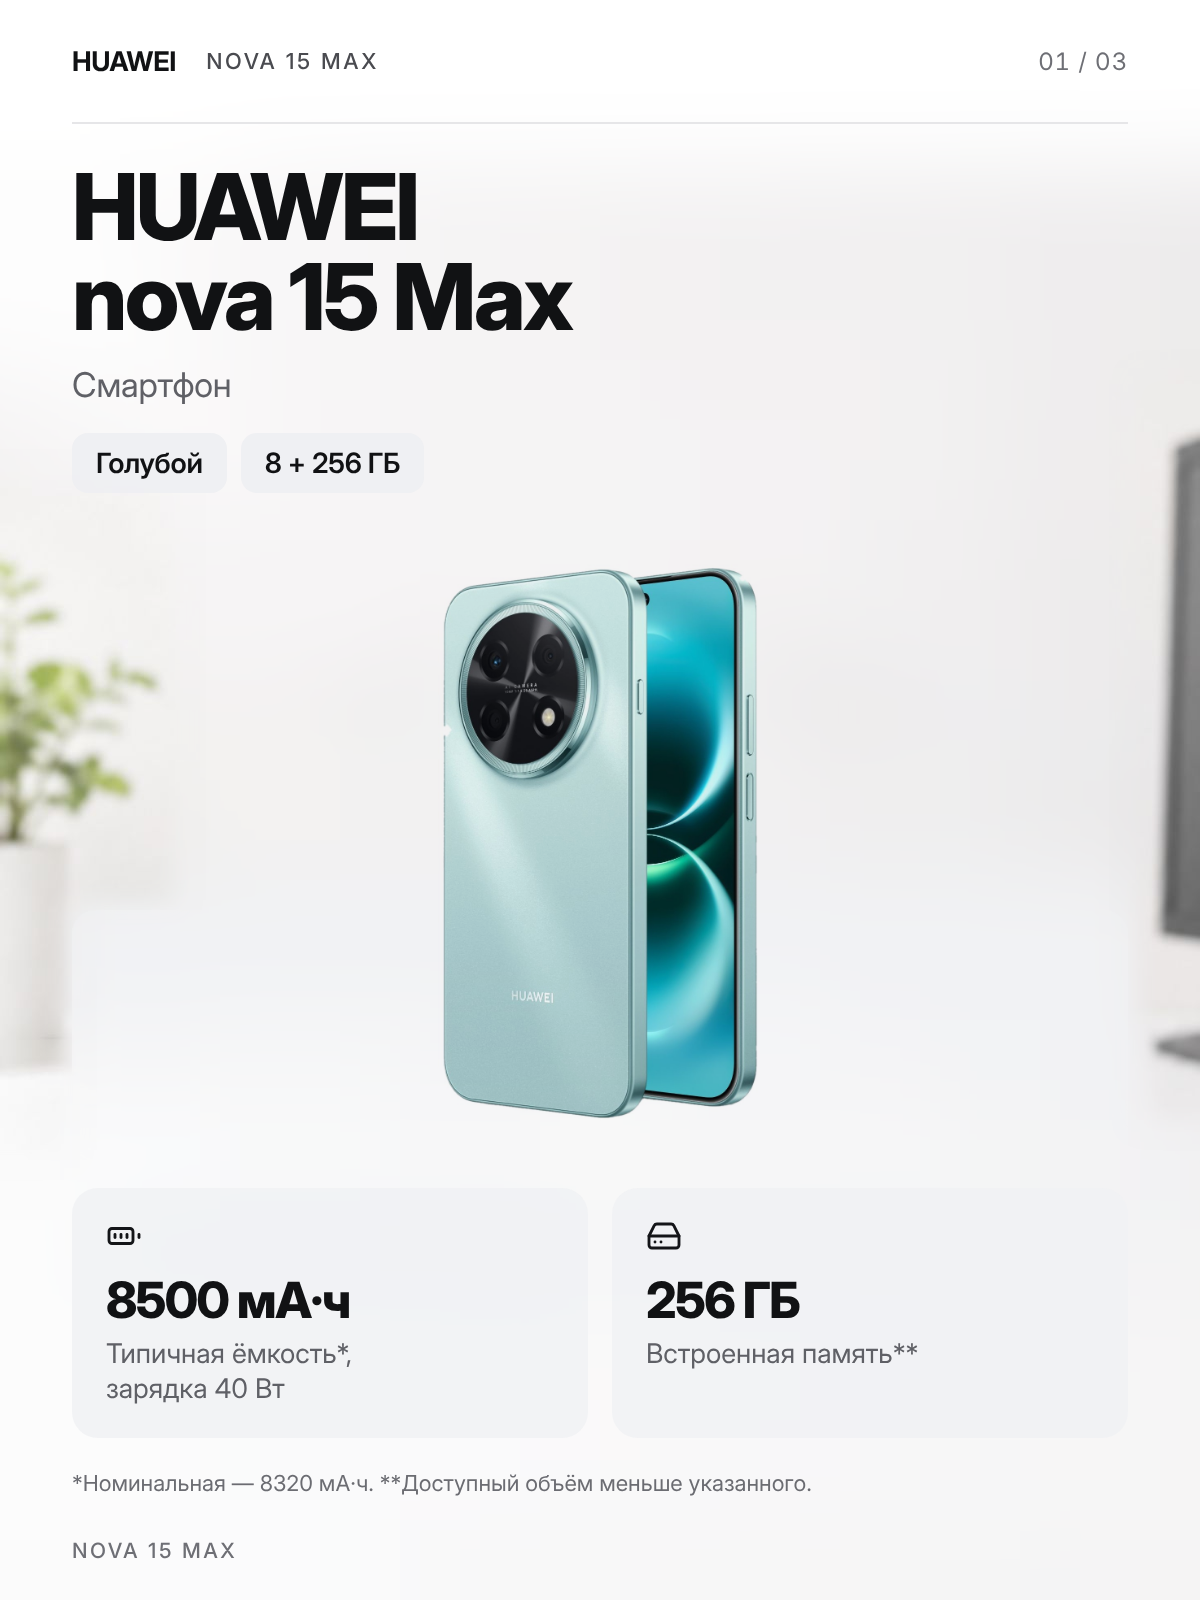 HUAWEI NOVA 15 MAX 01 / 03
HUAWEI
nova 15 Max
Смартфон
Голубой 8 + 256 ГБ
HUAWEI
8500 мА·ч
Типичная ёмкость*,
зарядка 40 Вт
256 ГБ
Встроенная память**
*Номинальная — 8320 мА·ч. **Доступный объём меньше указанного.
NOVA 15 MAX